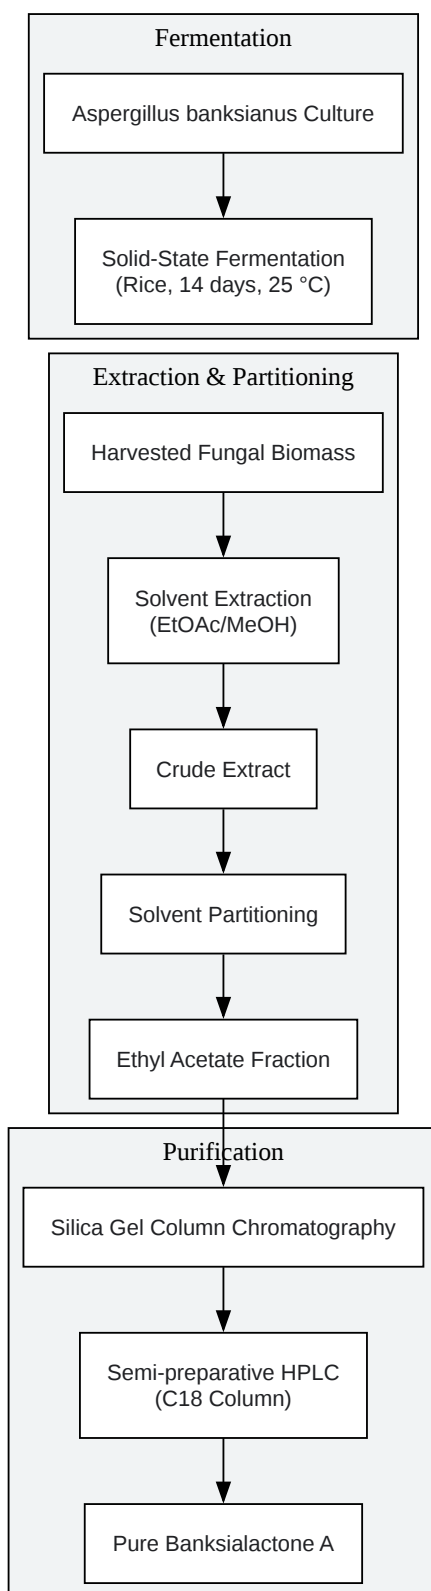 Fermentation
Aspergillus banksianus Culture
Solid-State Fermentation
(Rice, 14 days, 25 °C)
Extraction & Partitioning
Harvested Fungal Biomass
Solvent Extraction
(EtOAc/MeOH)
Crude Extract
Solvent Partitioning
Ethyl Acetate Fraction
Purification
Silica Gel Column Chromatography
Semi-preparative HPLC
(C18 Column)
Pure Banksialactone A